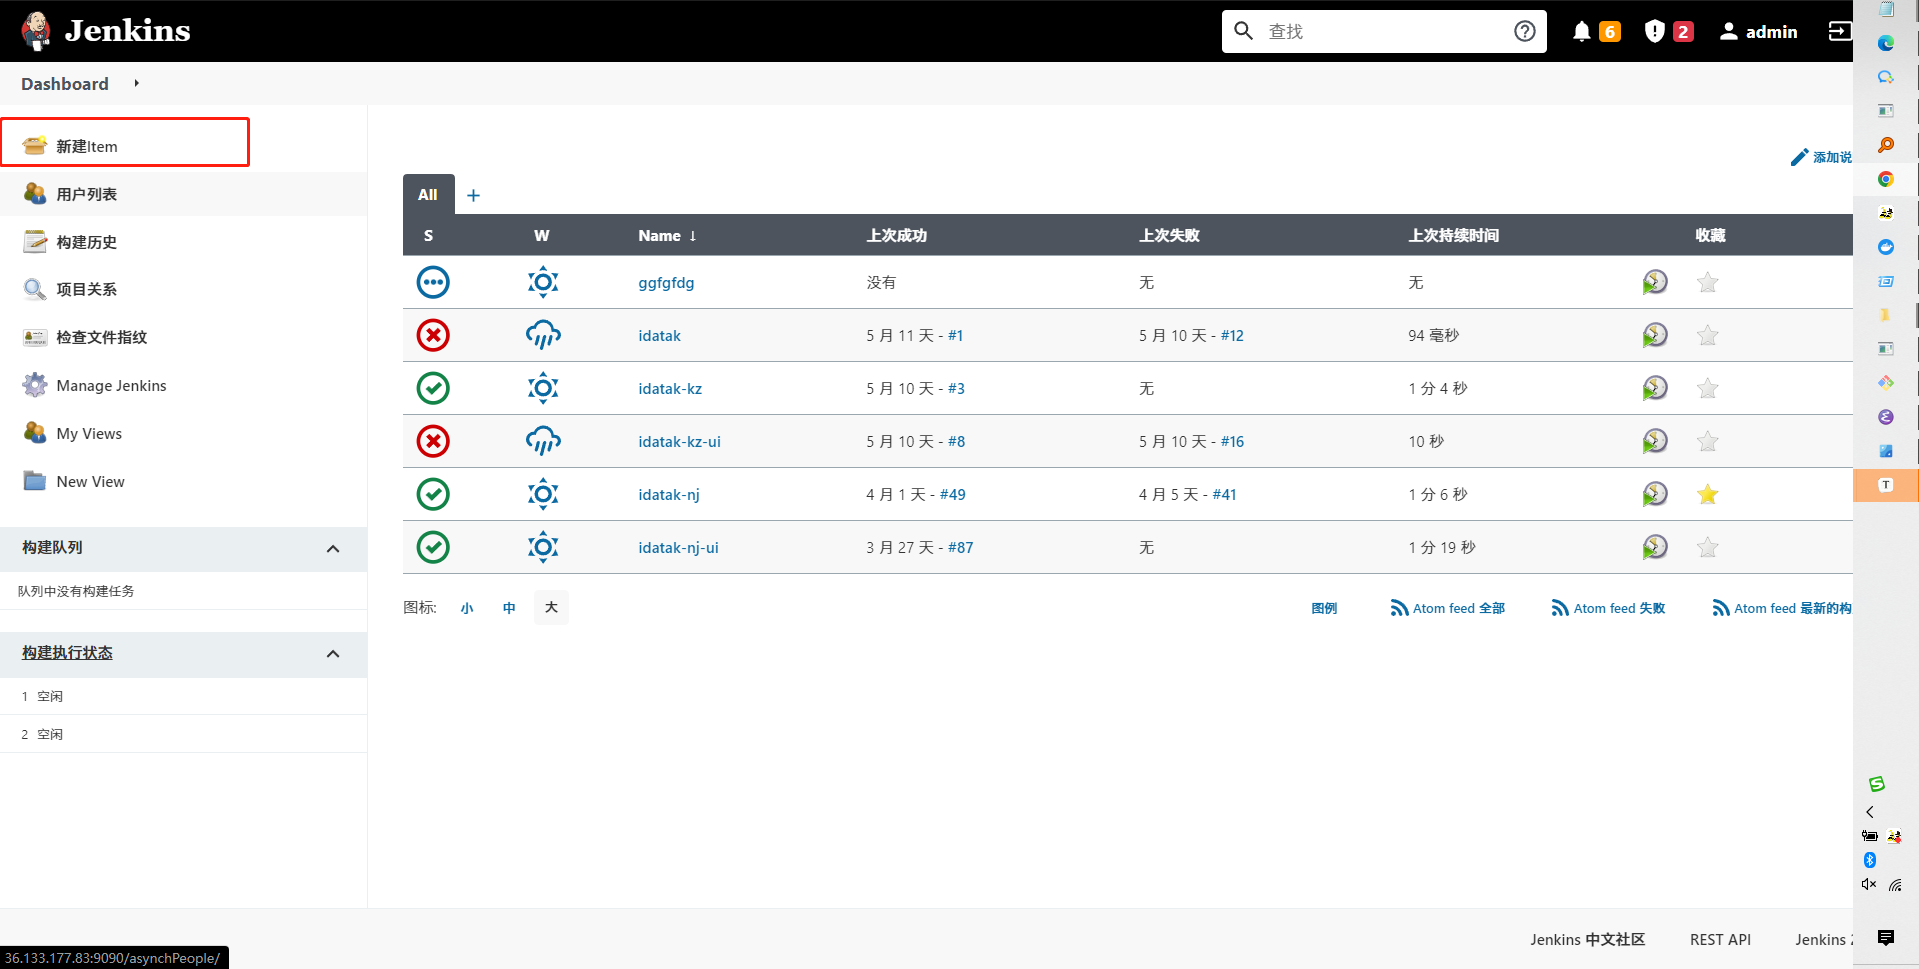 Jenkins
查找
6
2
admin
Dashboard
新建Item
用户列表
构建历史
项目关系
检查文件指纹
Manage Jenkins
My Views
New View
构建队列
队列中没有构建任务
构建执行状态
1 空闲
2 空闲
添加说
All +
S W Name ↓ 上次成功 上次失败 上次持续时间 收藏
ggfgfdg 没有 无 无
idatak 5 月 11 天 - #1 5 月 10 天 - #12 94 毫秒
idatak-kz 5 月 10 天 - #3 无 1 分 4 秒
idatak-kz-ui 5 月 10 天 - #8 5 月 10 天 - #16 10 秒
idatak-nj 4 月 1 天 - #49 4 月 5 天 - #41 1 分 6 秒
idatak-nj-ui 3 月 27 天 - #87 无 1 分 19 秒
图标: 小 中 大 图例 Atom feed 全部 Atom feed 失败 Atom feed 最新的构
Jenkins 中文社区 REST API Jenkins
36.133.177.83:9090/asynchPeople/
T